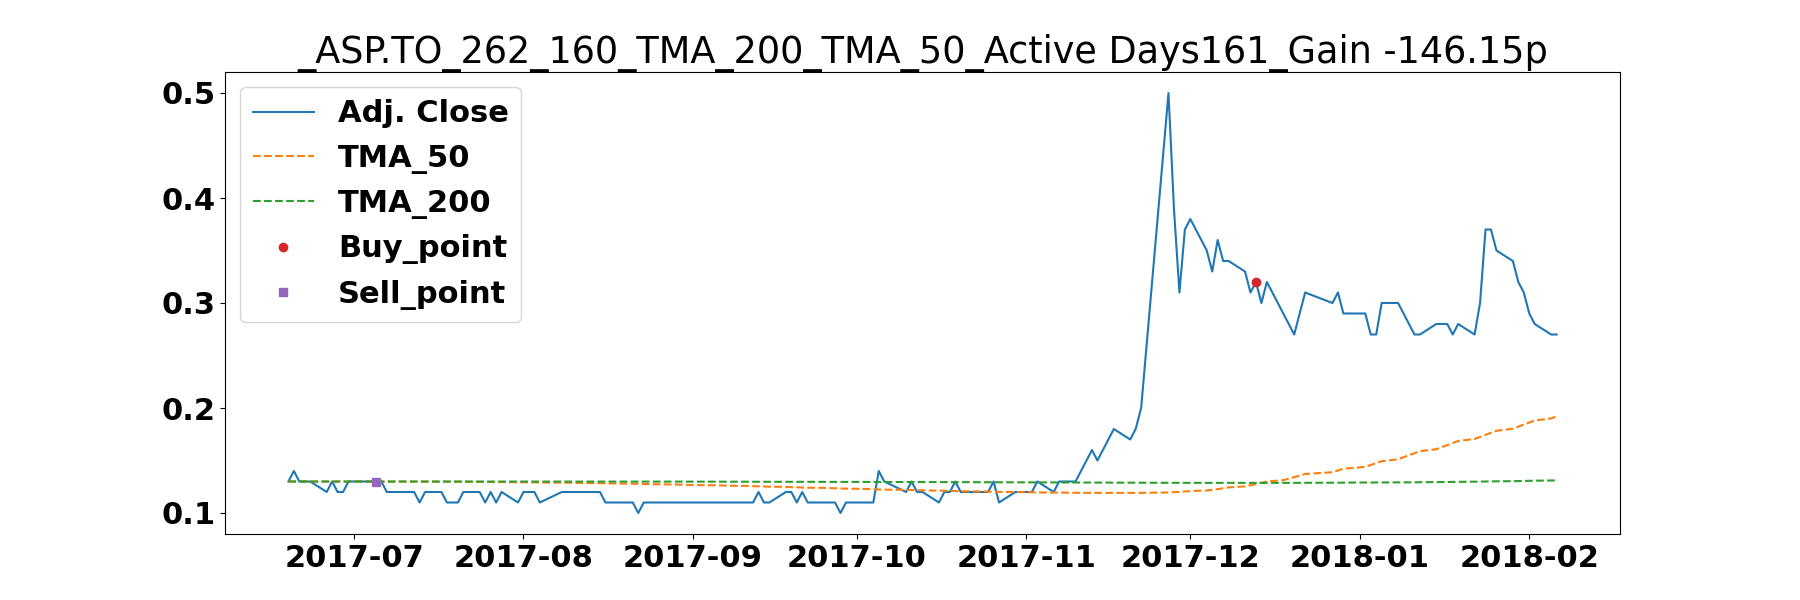 _ASP.TO_262_160_TMA_200_TMA_50_Active Days161_Gain -146.15p
0.5
0.4
0.3
0.2
0.1
Adj. Close
TMA_50
TMA_200
Buy_point
Sell_point
2017-07 2017-08 2017-09 2017-10 2017-11 2017-12 2018-01 2018-02